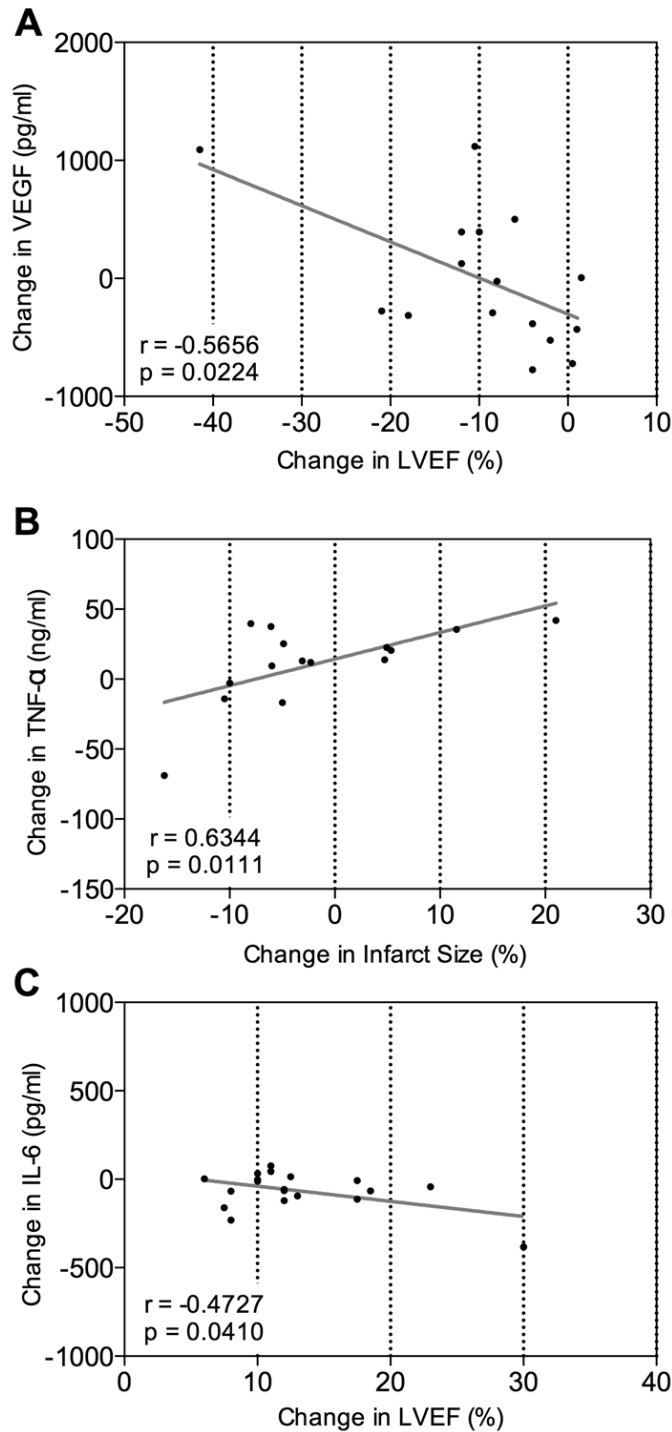 A
2000
1000
0
-1000
Change in VEGF (pg/ml)
r = -0.5656
p = 0.0224
-50 -40 -30 -20 -10 0 10
Change in LVEF (%)
B
100
50
0
-50
-100
-150
Change in TNF-α (ng/ml)
r = 0.6344
p = 0.0111
-20 -10 0 10 20 30
Change in Infarct Size (%)
C
1000
500
0
-500
-1000
Change in IL-6 (pg/ml)
r = -0.4727
p = 0.0410
0 10 20 30 40
Change in LVEF (%)